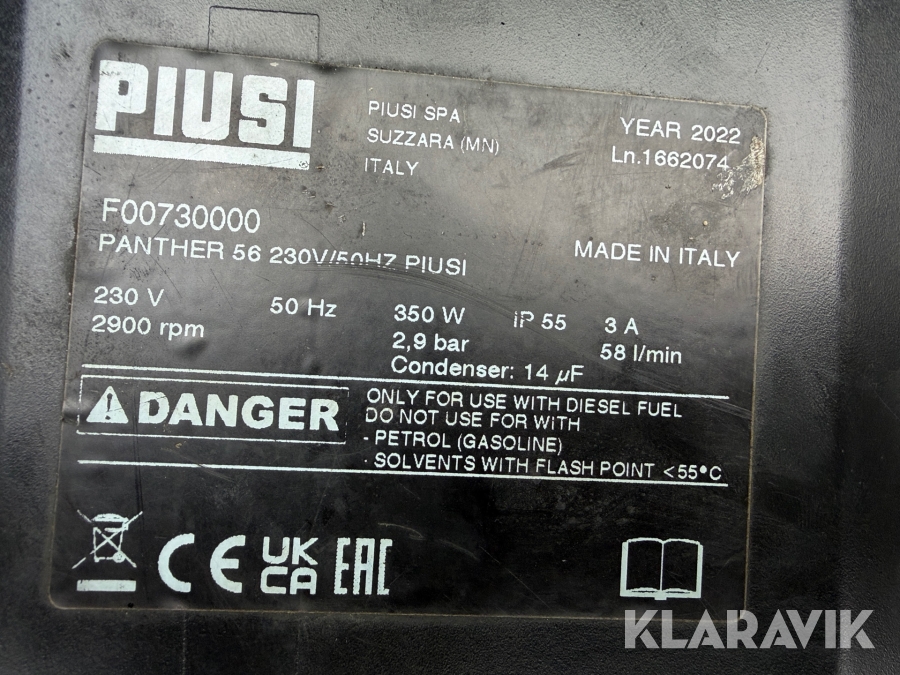 PIUSI
PIUSI SPA
SUZZARA (MN)
ITALY
YEAR 2022
Ln.1662074
F00730000
PANTHER 56 230V/50HZ PIUSI
MADE IN ITALY
230 V 50 Hz 350 W IP 55 3 A
2900 rpm 2,9 bar 58 l/min
Condenser: 14 µF
DANGER
ONLY FOR USE WITH DIESEL FUEL
DO NOT USE FOR WITH
- PETROL (GASOLINE)
- SOLVENTS WITH FLASH POINT <55°C
CE UK CA EAC
KLARAVIK